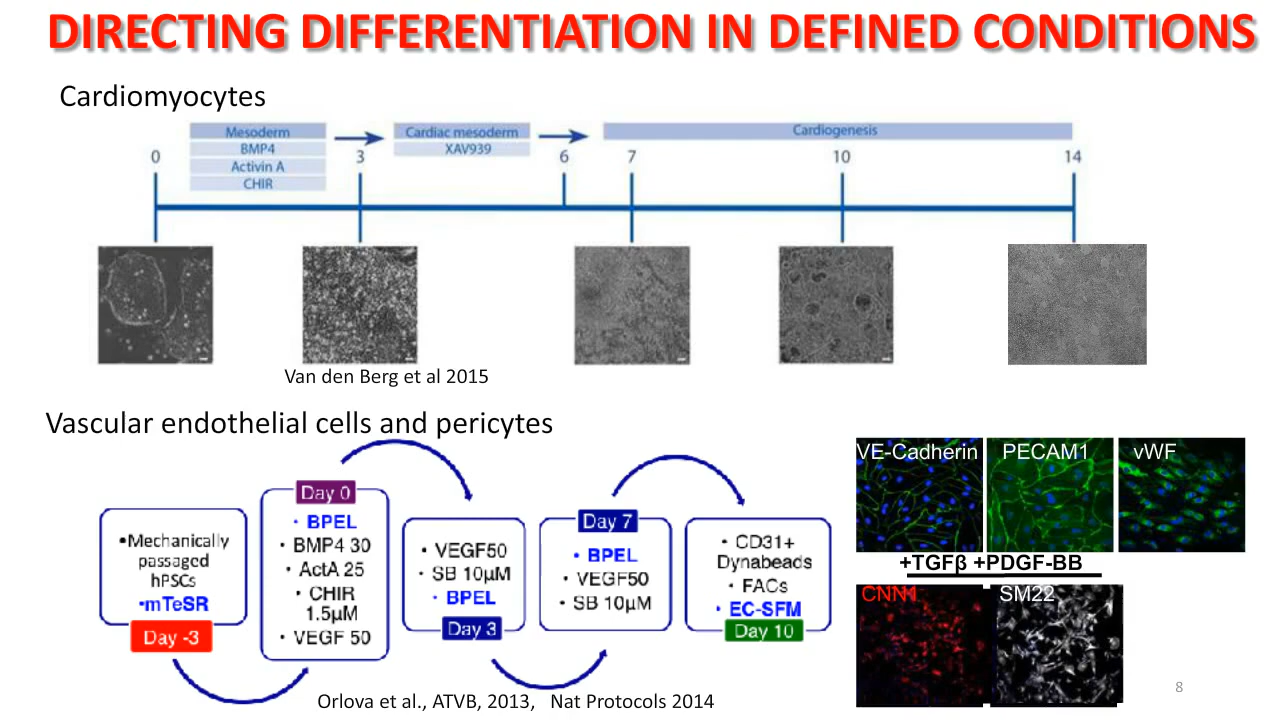 DIRECTING DIFFERENTIATION IN DEFINED CONDITIONS
Cardiomyocytes
Mesoderm
BMP4
Activin A
CHIR
Cardiac mesoderm
XAV939
Cardiogenesis
0
3
6
7
10
14
Van den Berg et al 2015
Vascular endothelial cells and pericytes
•Mechanically
passaged
hPSCs
•mTeSR
Day -3
Day 0
• BPEL
• BMP4 30
• ActA 25
• CHIR
1.5µM
• VEGF 50
• VEGF50
• SB 10µM
• BPEL
Day 3
Day 7
• BPEL
• VEGF50
• SB 10µM
• CD31+
Dynabeads
• FACs
• EC-SFM
Day 10
Orlova et al., ATVB, 2013, Nat Protocols 2014
VE-Cadherin
PECAM1
vWF
+TGFβ +PDGF-BB
CNN1
SM22
8